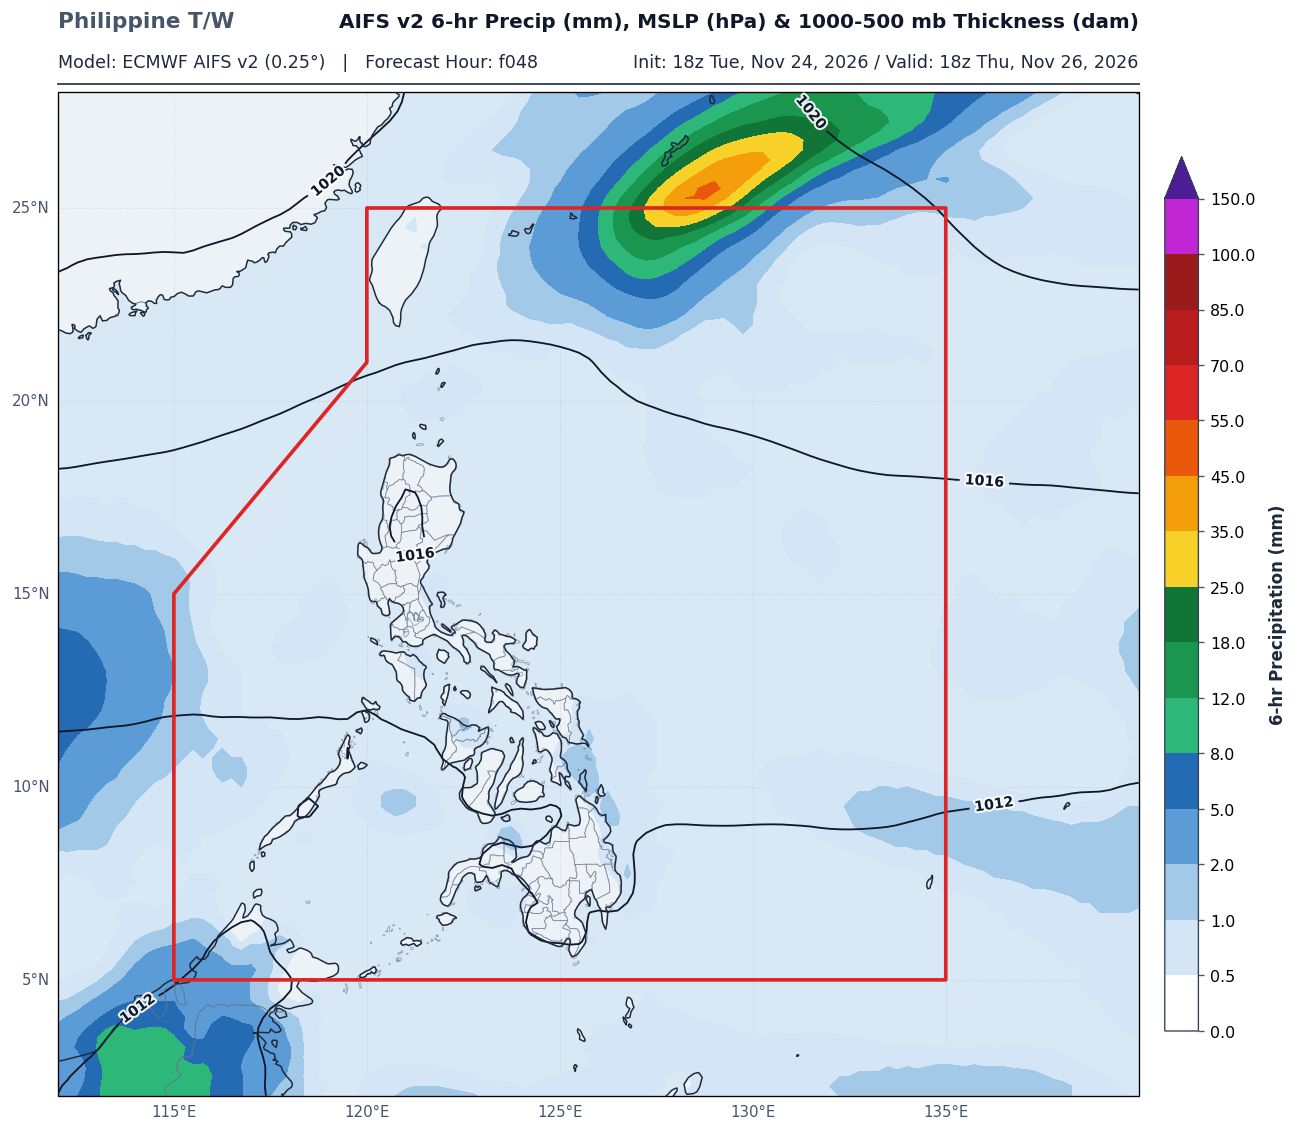 Philippine T/W
AIFS v2 6-hr Precip (mm), MSLP (hPa) & 1000-500 mb Thickness (dam)
Model: ECMWF AIFS v2 (0.25°) | Forecast Hour: f048
Init: 18z Tue, Nov 24, 2026 / Valid: 18z Thu, Nov 26, 2026
1020
1020
1016
1016
1012
1012
25°N
20°N
15°N
10°N
5°N
115°E
120°E
125°E
130°E
135°E
150.0
100.0
85.0
70.0
55.0
45.0
35.0
25.0
18.0
12.0
8.0
5.0
2.0
1.0
0.5
0.0
6-hr Precipitation (mm)